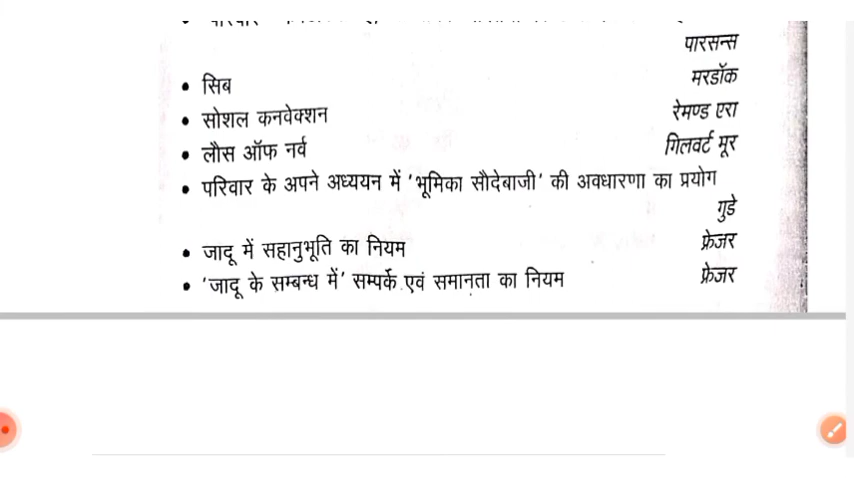 पारसन्स
• सिब मरडॉक
• सोशल कनवेक्शन रेमण्ड एरा
• लौस ऑफ नर्व गिलवर्ट मूर
• परिवार के अपने अध्ययन में 'भूमिका सौदेबाजी' की अवधारणा का प्रयोग
गुडे
• जादू में सहानुभूति का नियम फ्रेजर
• 'जादू के सम्बन्ध में' सम्पर्क एवं समानता का नियम फ्रेजर